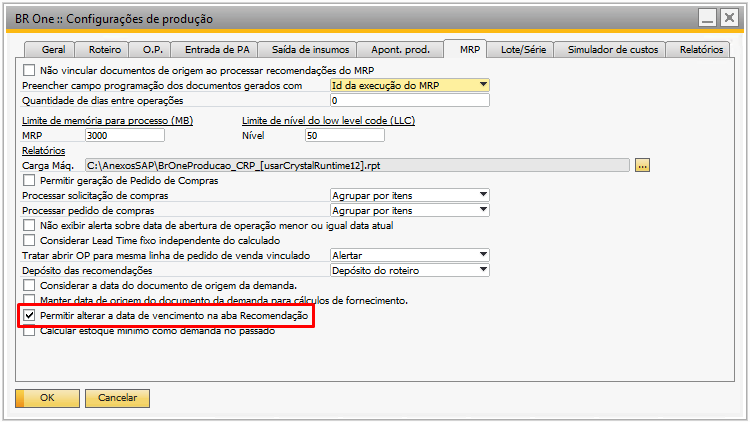 BR One :: Configurações de produção
Geral Roteiro O.P. Entrada de PA Saída de insumos Apont. prod. MRP Lote/Série Simulador de custos Relatórios
Não vincular documentos de origem ao processar recomendações do MRP
Preencher campo programação dos documentos gerados com Id da execução do MRP
Quantidade de dias entre operações 0
Limite de memória para processo (MB) Limite de nível do low level code (LLC)
MRP 3000 Nível 50
Relatórios
Carga Máq. C:\AnexosSAP\BrOneProducao_CRP_[usarCrystalRuntime12].rpt ...
Permitir geração de Pedido de Compras
Processar solicitação de compras Agrupar por itens
Processar pedido de compras Agrupar por itens
Não exibir alerta sobre data de abertura de operação menor ou igual data atual
Considerar Lead Time fixo independente do calculado
Tratar abrir OP para mesma linha de pedido de venda vinculado Alertar
Depósito das recomendações Depósito do roteiro
Considerar a data do documento de origem da demanda.
Manter data de origem do documento da demanda para cálculos de fornecimento.
Permitir alterar a data de vencimento na aba Recomendação
Calcular estoque mínimo como demanda no passado
OK Cancelar